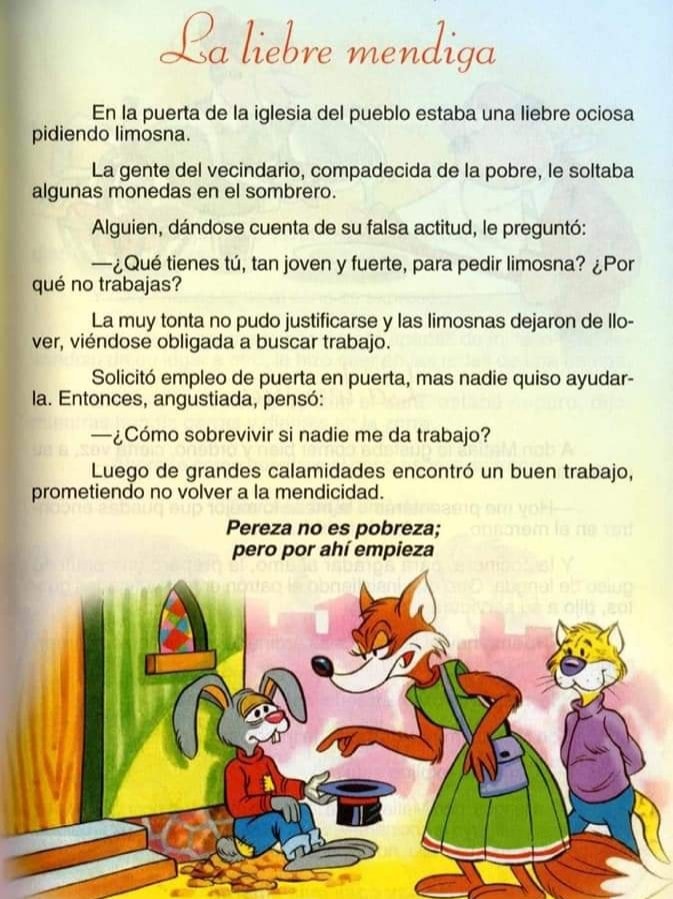 La liebre mendiga
En la puerta de la iglesia del pueblo estaba una liebre ociosa
pidiendo limosna.
La gente del vecindario, compadecida de la pobre, le soltaba
algunas monedas en el sombrero.
Alguien, dándose cuenta de su falsa actitud, le preguntó:
—¿Qué tienes tú, tan joven y fuerte, para pedir limosna? ¿Por
qué no trabajas?
La muy tonta no pudo justificarse y las limosnas dejaron de llo-
ver, viéndose obligada a buscar trabajo.
Solicitó empleo de puerta en puerta, mas nadie quiso ayudar-
la. Entonces, angustiada, pensó:
—¿Cómo sobrevivir si nadie me da trabajo?
Luego de grandes calamidades encontró un buen trabajo,
prometiendo no volver a la mendicidad.
Pereza no es pobreza;
pero por ahí empieza